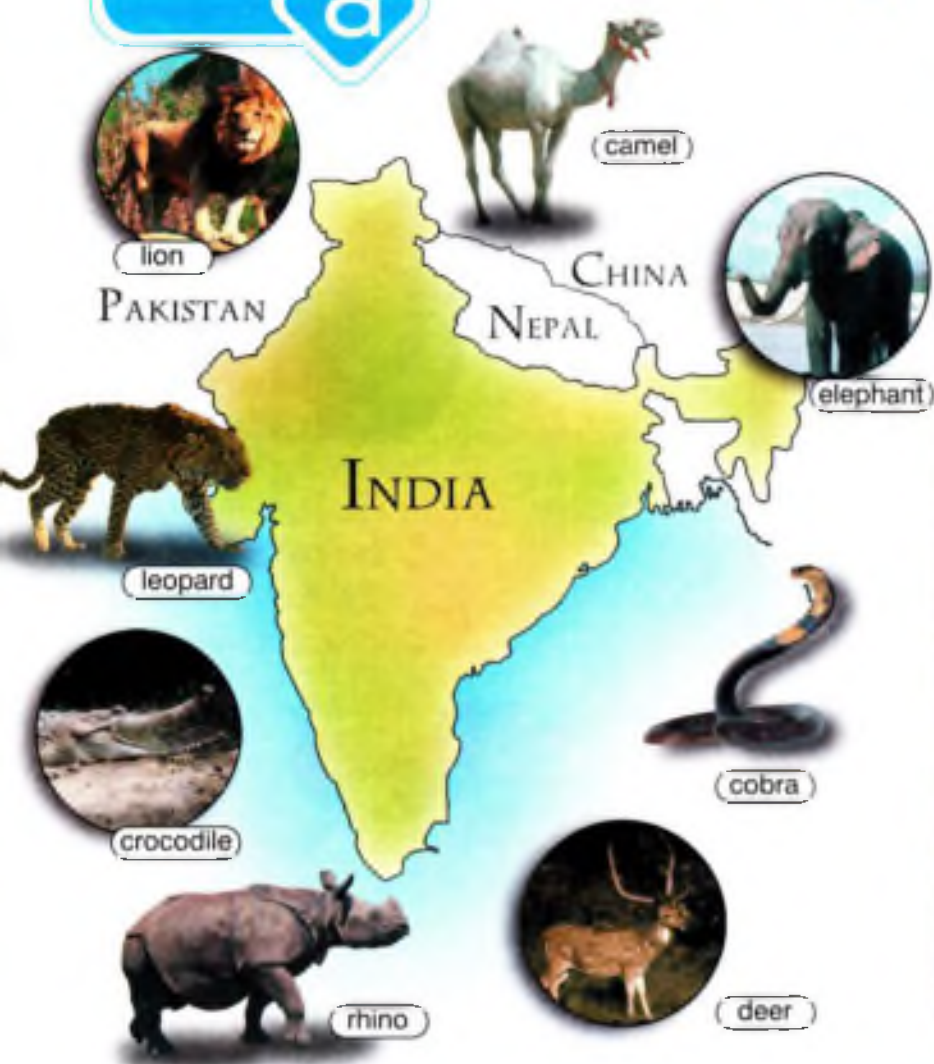 a
camel
lion
CHINA
PAKISTAN
NEPAL
elephant
INDIA
leopard
cobra
crocodile
deer
rhino